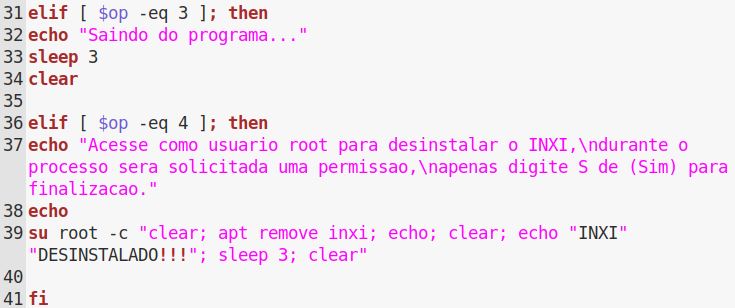 31 elif [ $op -eq 3 ]; then
32 echo "Saindo do programa..."
33 sleep 3
34 clear
35
36 elif [ $op -eq 4 ]; then
37 echo "Acesse como usuario root para desinstalar o INXI,\ndurante o
processo sera solicitada uma permissao,\napenas digite S de (Sim) para
finalizacao."
38 echo
39 su root -c "clear; apt remove inxi; echo; clear; echo "INXI"
"DESINSTALADO!!!"; sleep 3; clear"
40
41 fi